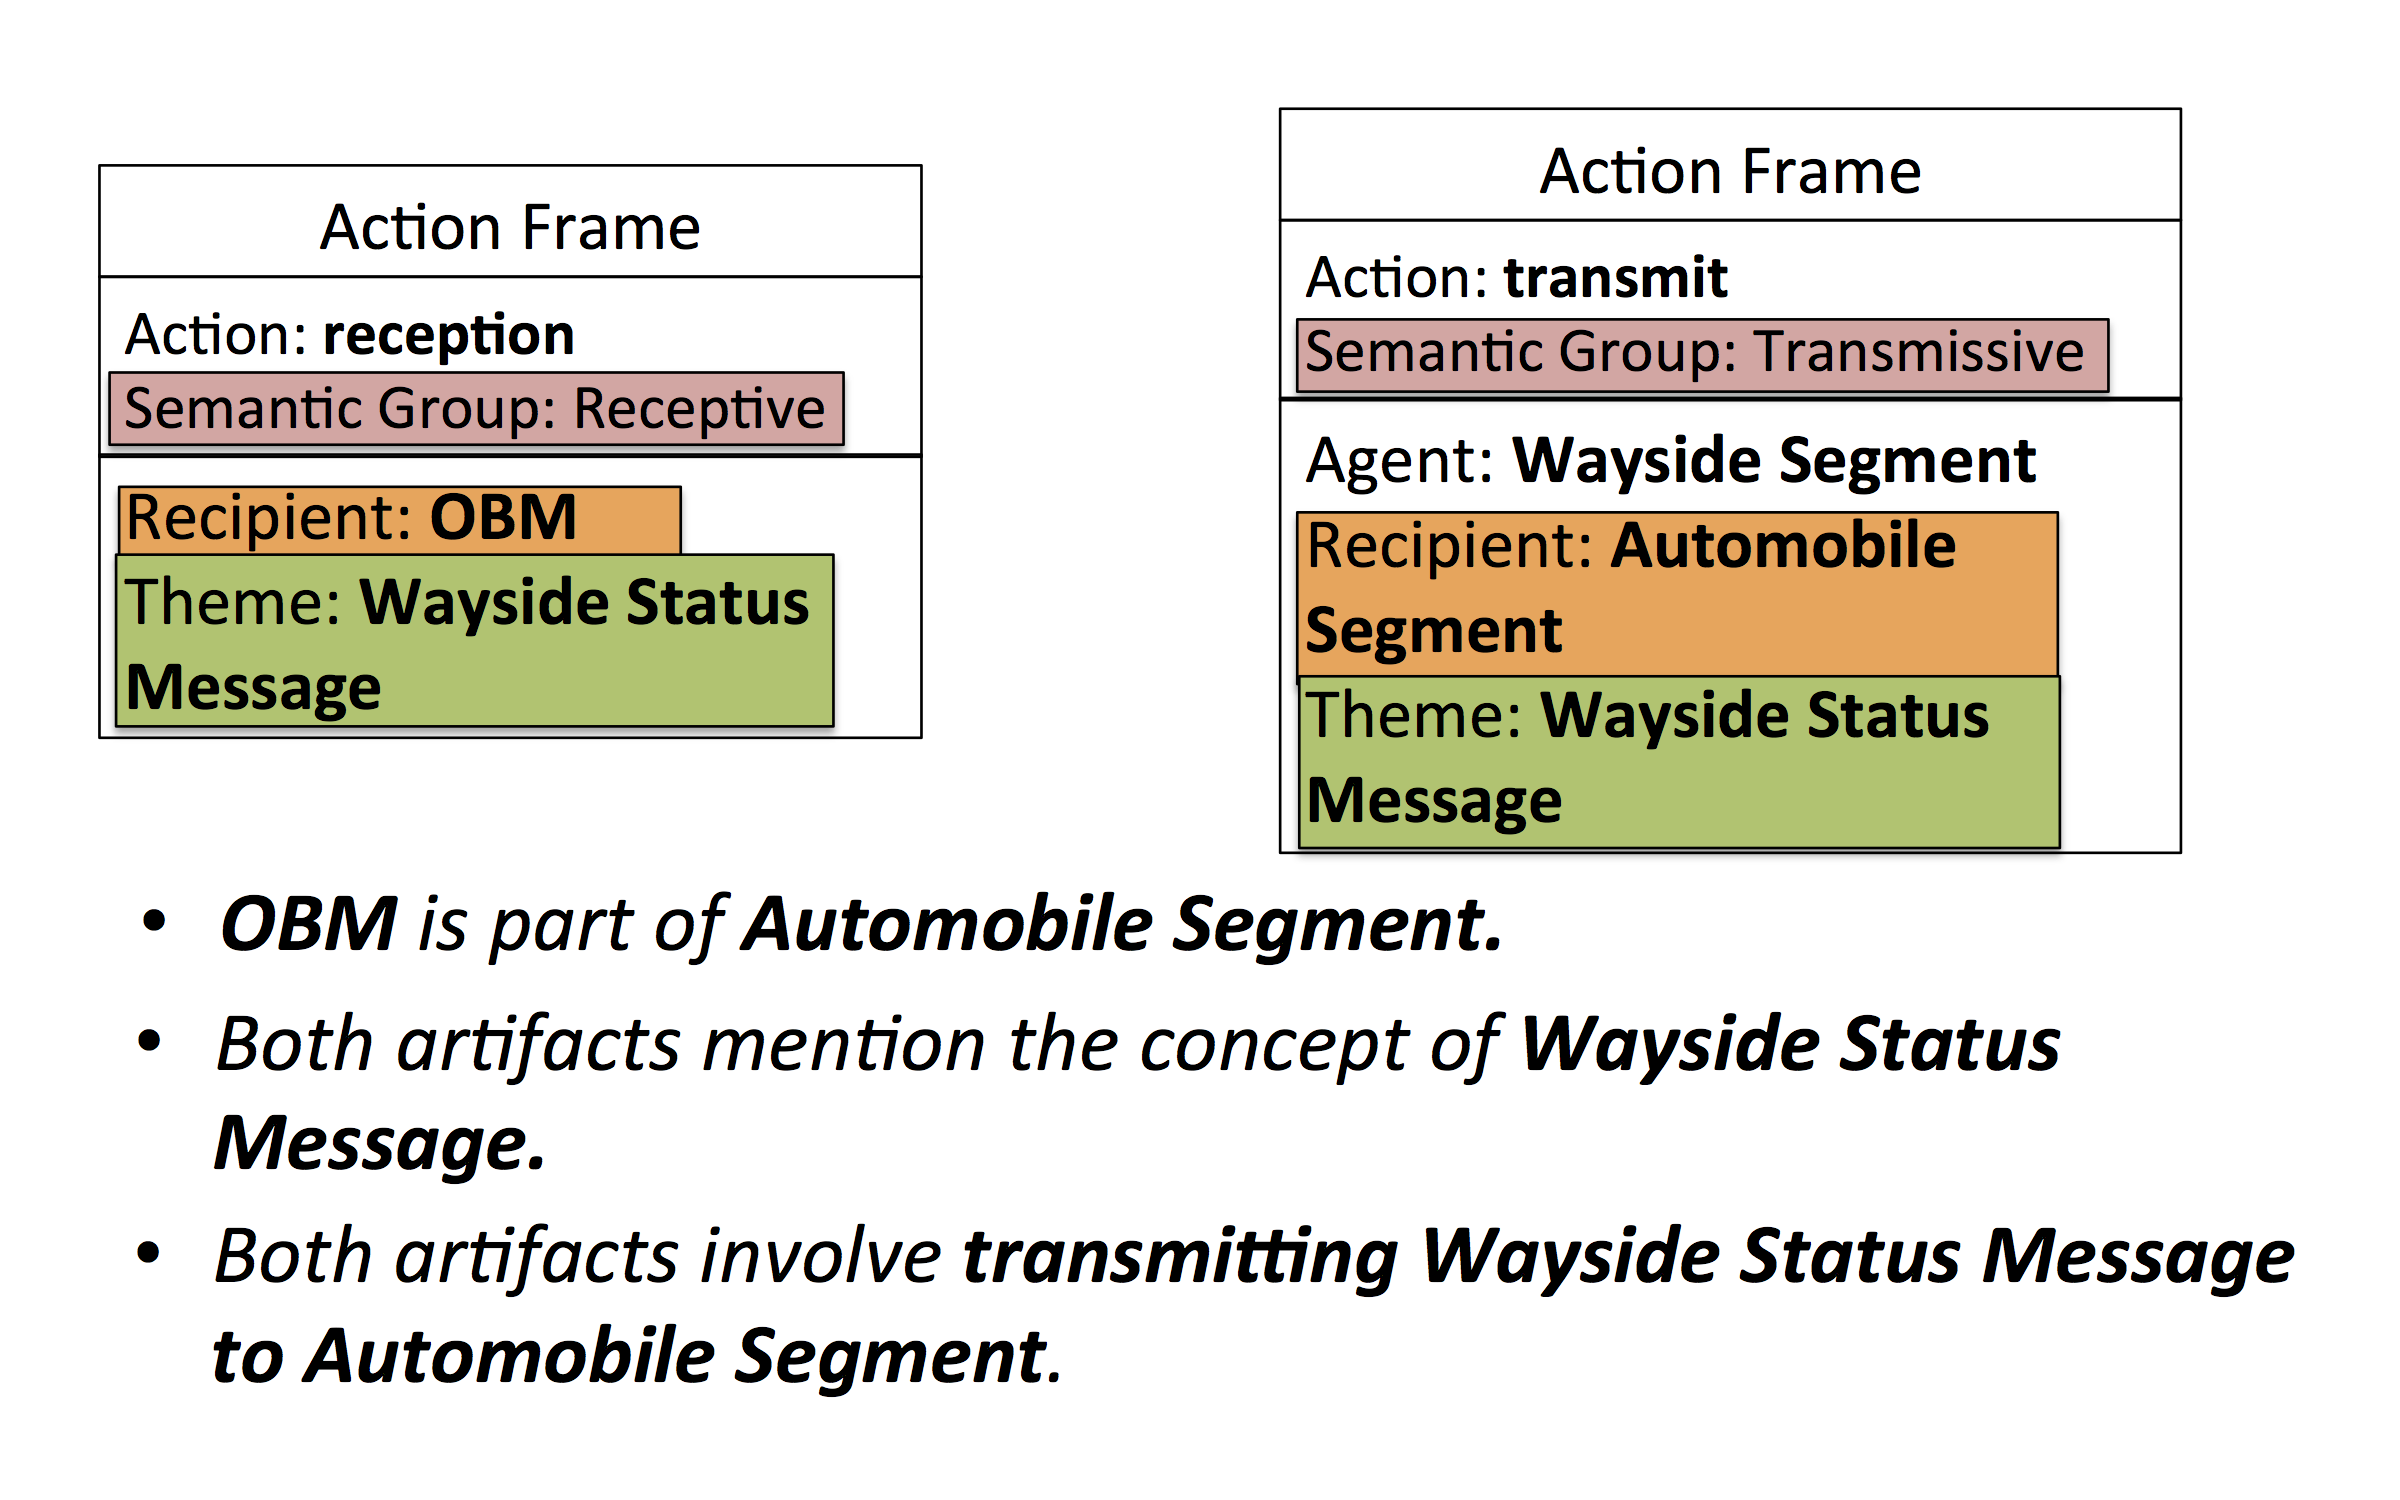 Action Frame
Action: reception
Semantic Group: Receptive
Recipient: OBM
Theme: Wayside Status
Message
Action Frame
Action: transmit
Semantic Group: Transmissive
Agent: Wayside Segment
Recipient: Automobile
Segment
Theme: Wayside Status
Message
• OBM is part of Automobile Segment.
• Both artifacts mention the concept of Wayside Status
Message.
• Both artifacts involve transmitting Wayside Status Message
to Automobile Segment.